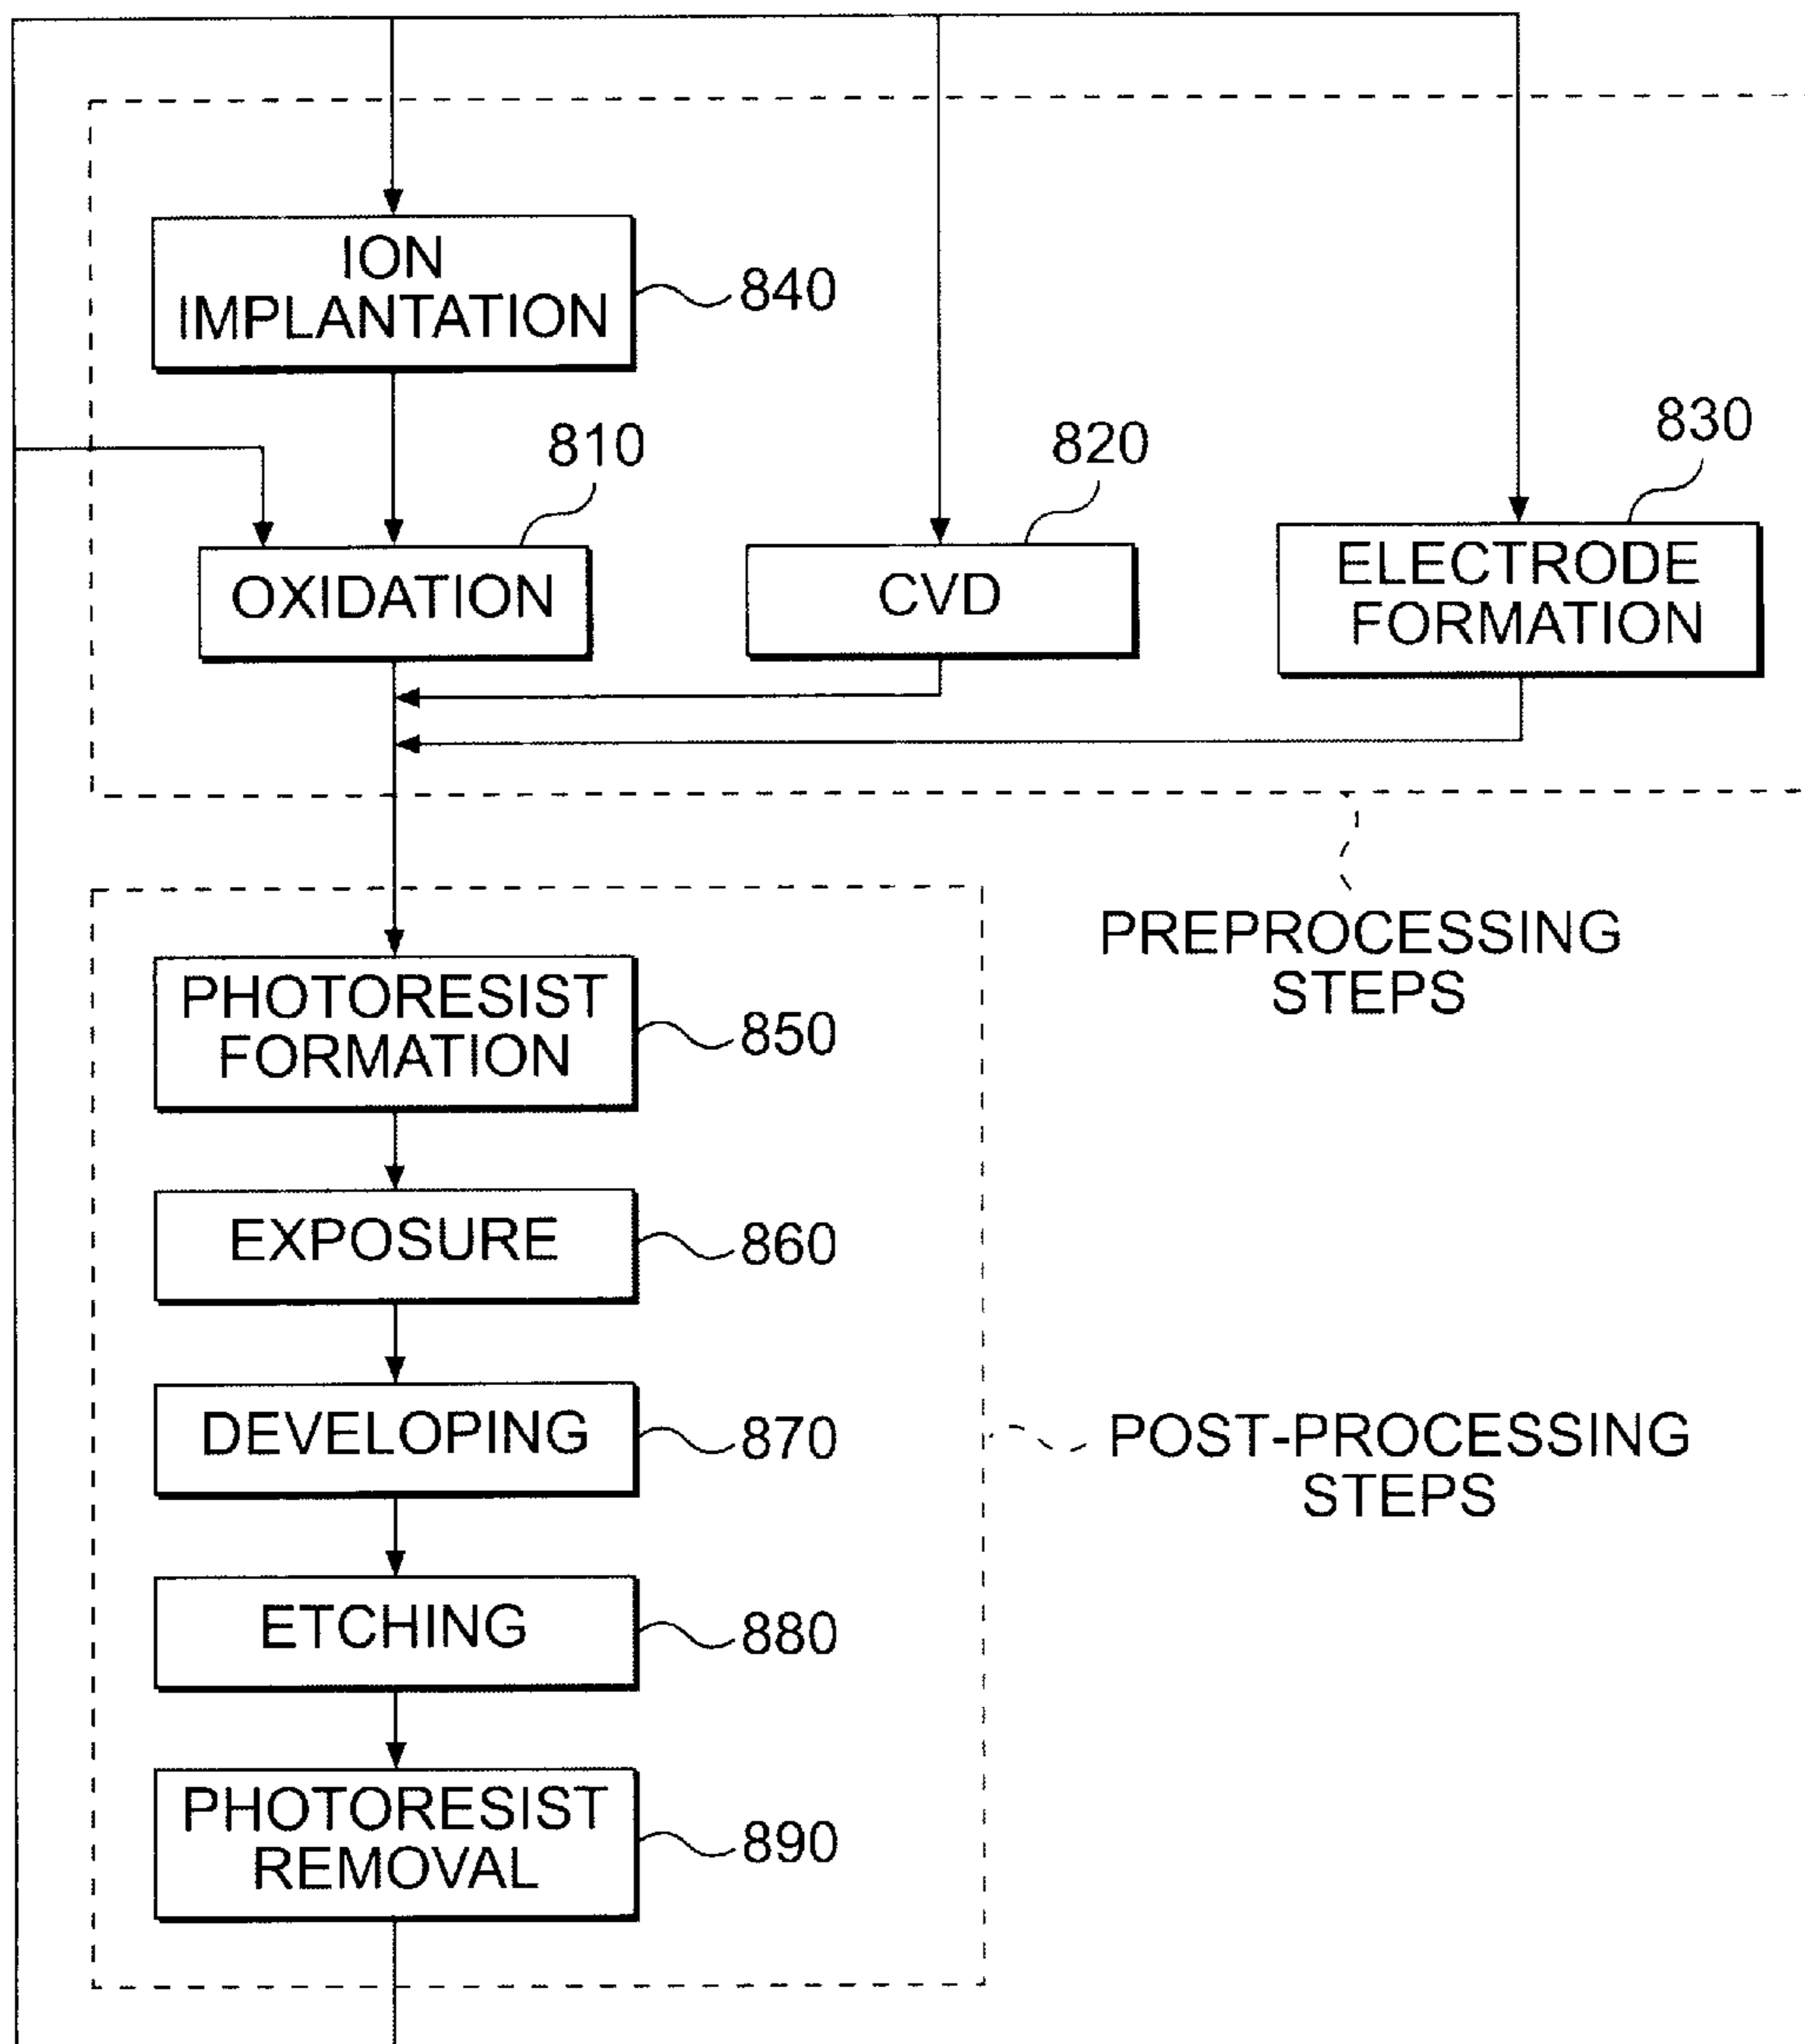 ION
IMPLANTATION
840
810
820
830
OXIDATION
CVD
ELECTRODE
FORMATION
PREPROCESSING
STEPS
PHOTORESIST
FORMATION
850
EXPOSURE
860
DEVELOPING
870
POST-PROCESSING
STEPS
ETCHING
880
PHOTORESIST
REMOVAL
890